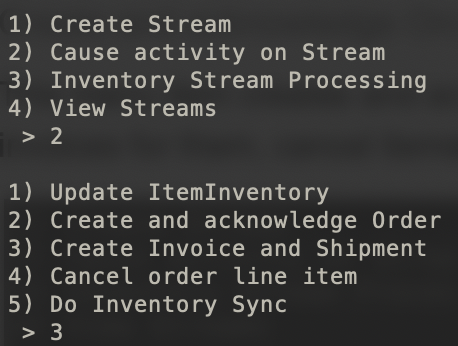 1) Create Stream
2) Cause activity on Stream
3) Inventory Stream Processing
4) View Streams
> 2
1) Update ItemInventory
2) Create and acknowledge Order
3) Create Invoice and Shipment
4) Cancel order line item
5) Do Inventory Sync
> 3